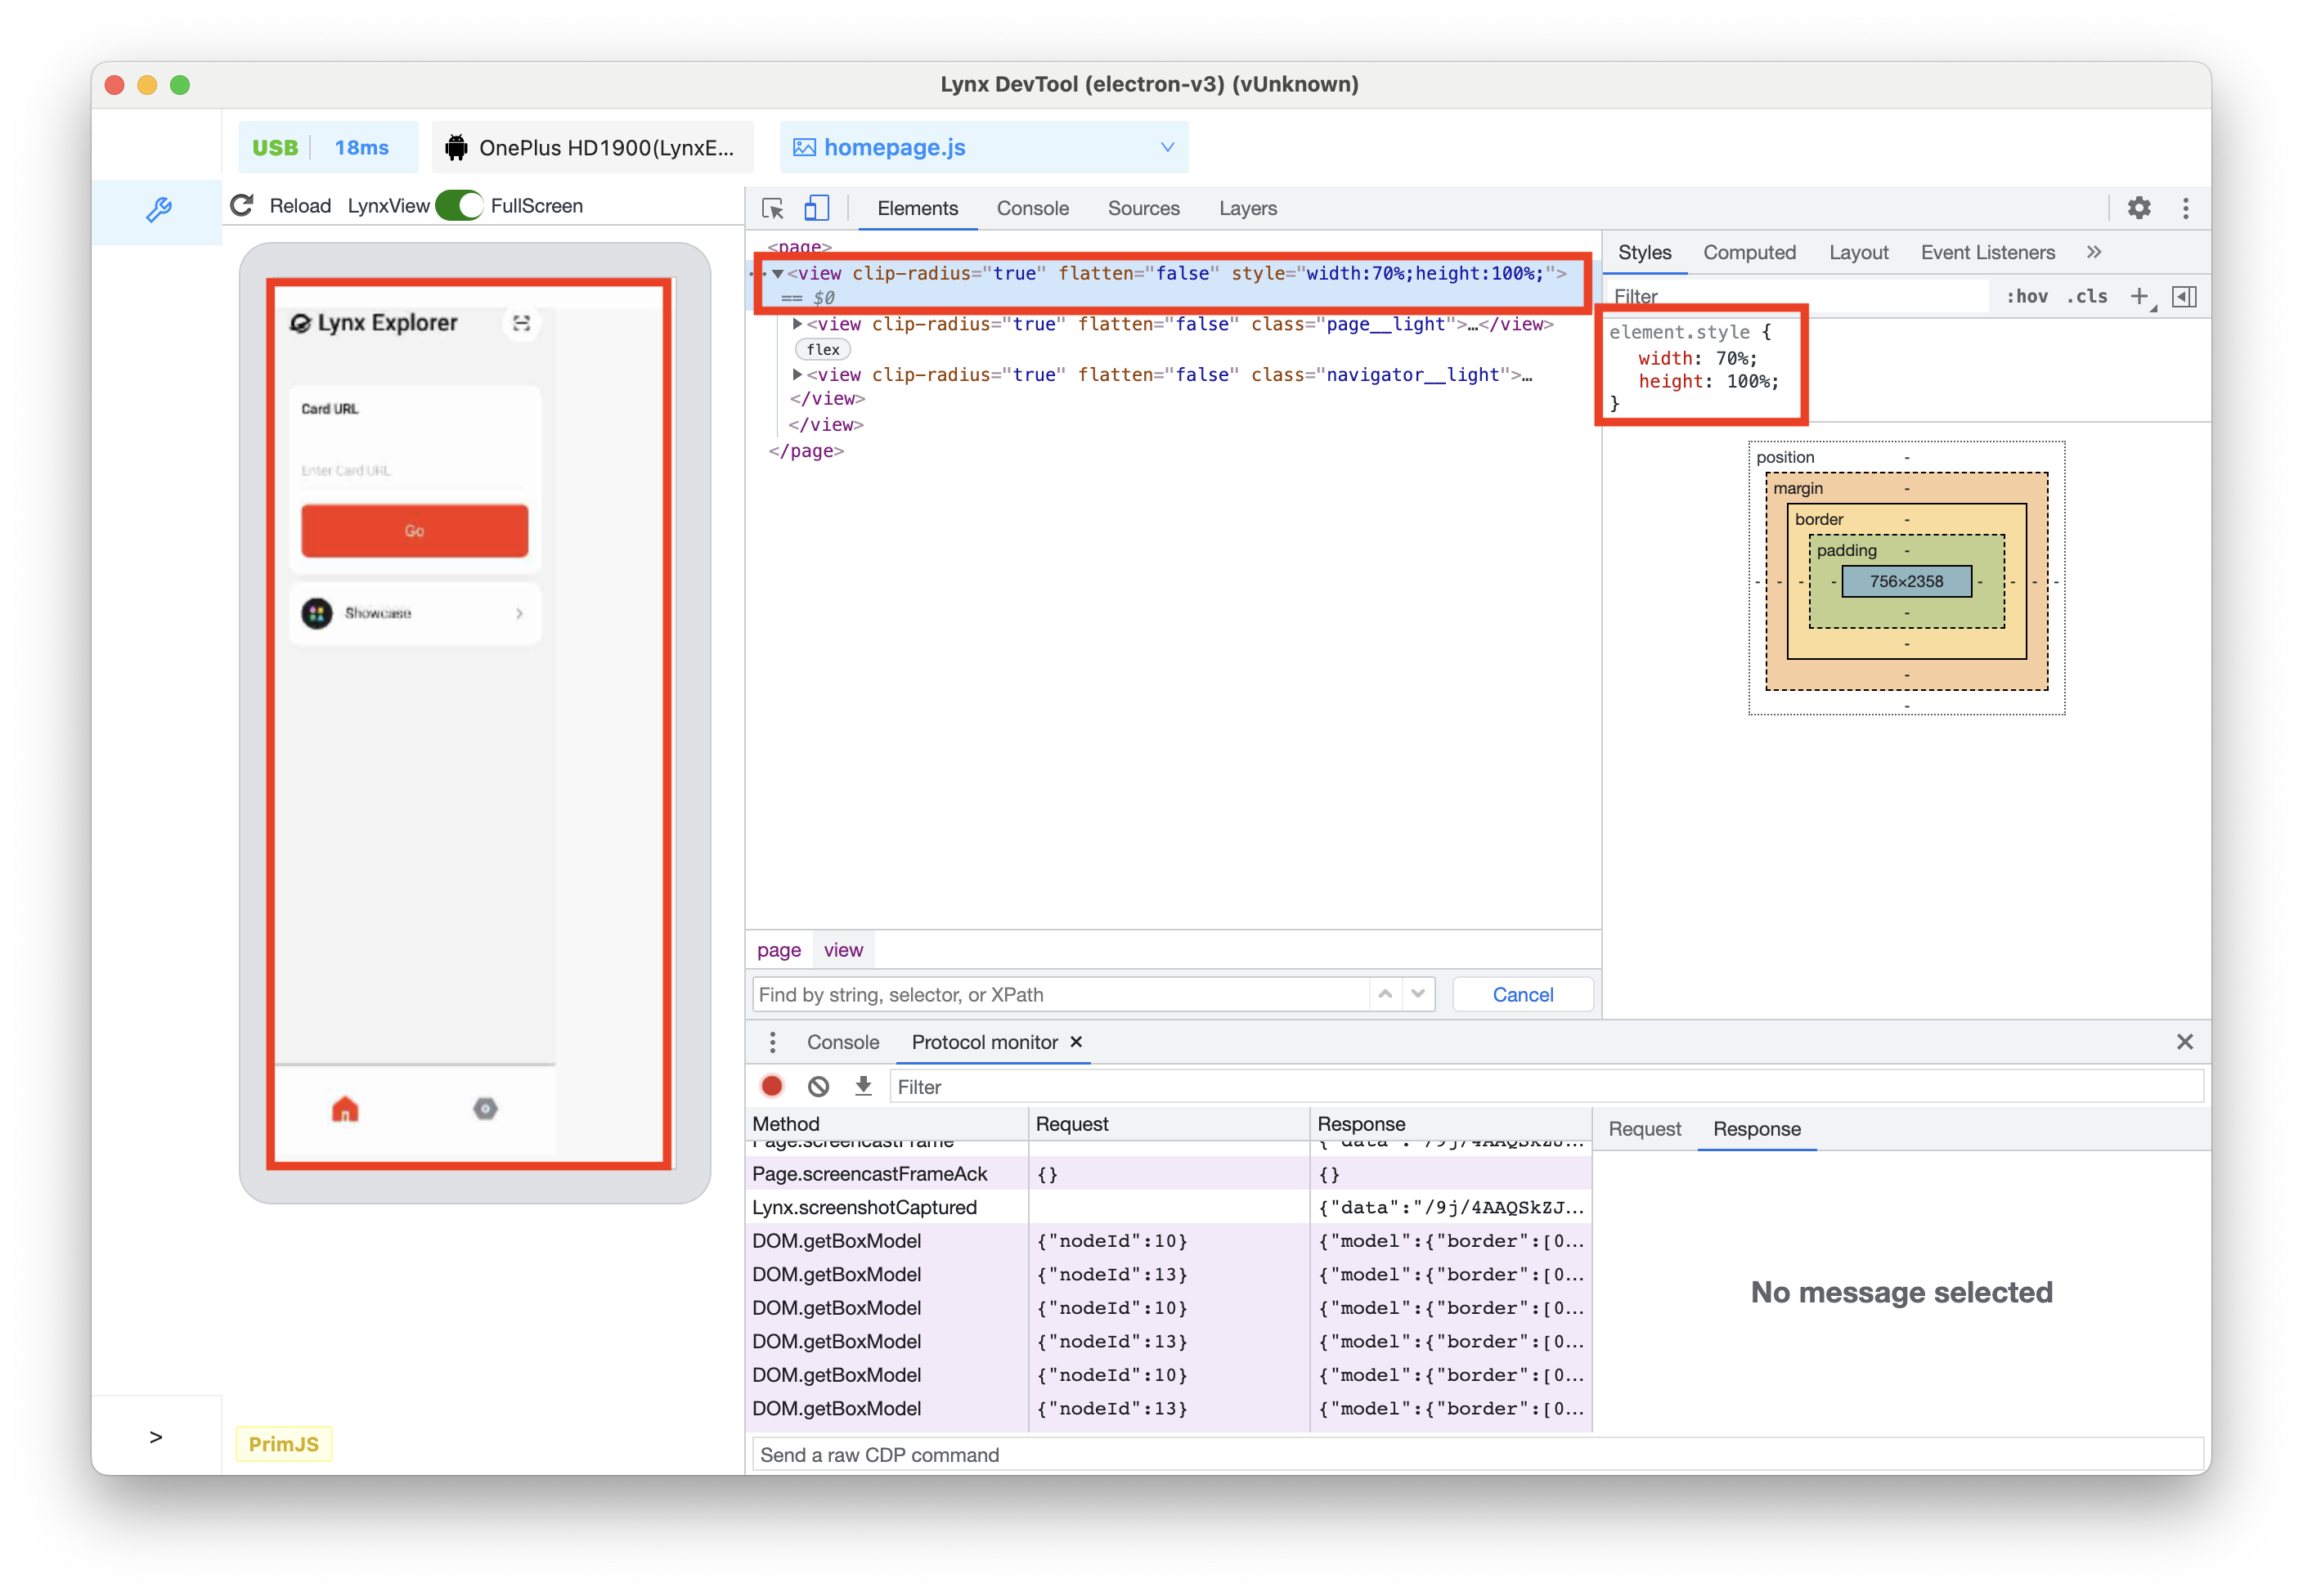 Lynx DevTool (electron-v3) (vUnknown)
USB 18ms OnePlus HD1900(LynxE... homepage.js
Reload LynxView FullScreen
Lynx Explorer
Card URL
Enter Card URL
Go
Showcase
PrimJS
>
Elements Console Sources Layers
<page>
<view clip-radius="true" flatten="false" style="width:70%;height:100%;">
== $0
<view clip-radius="true" flatten="false" class="page__light">…</view>
flex
<view clip-radius="true" flatten="false" class="navigator__light">…
</view>
</view>
</page>
page view
Find by string, selector, or XPath Cancel
Styles Computed Layout Event Listeners »
Filter :hov .cls +
element.style {
width: 70%;
height: 100%;
}
position -
margin -
border -
padding -
- - - - 756×2358 - - - -
-
-
-
-
Console Protocol monitor ×
Filter
Method Request Response
Page.screencastFrame {"data":"/9j/4AAQSkZJ...
Page.screencastFrameAck {} {}
Lynx.screenshotCaptured {"data":"/9j/4AAQSkZJ...
DOM.getBoxModel {"nodeId":10} {"model":{"border":[0...
DOM.getBoxModel {"nodeId":13} {"model":{"border":[0...
DOM.getBoxModel {"nodeId":10} {"model":{"border":[0...
DOM.getBoxModel {"nodeId":13} {"model":{"border":[0...
DOM.getBoxModel {"nodeId":10} {"model":{"border":[0...
DOM.getBoxModel {"nodeId":13} {"model":{"border":[0...
Send a raw CDP command
Request Response
No message selected